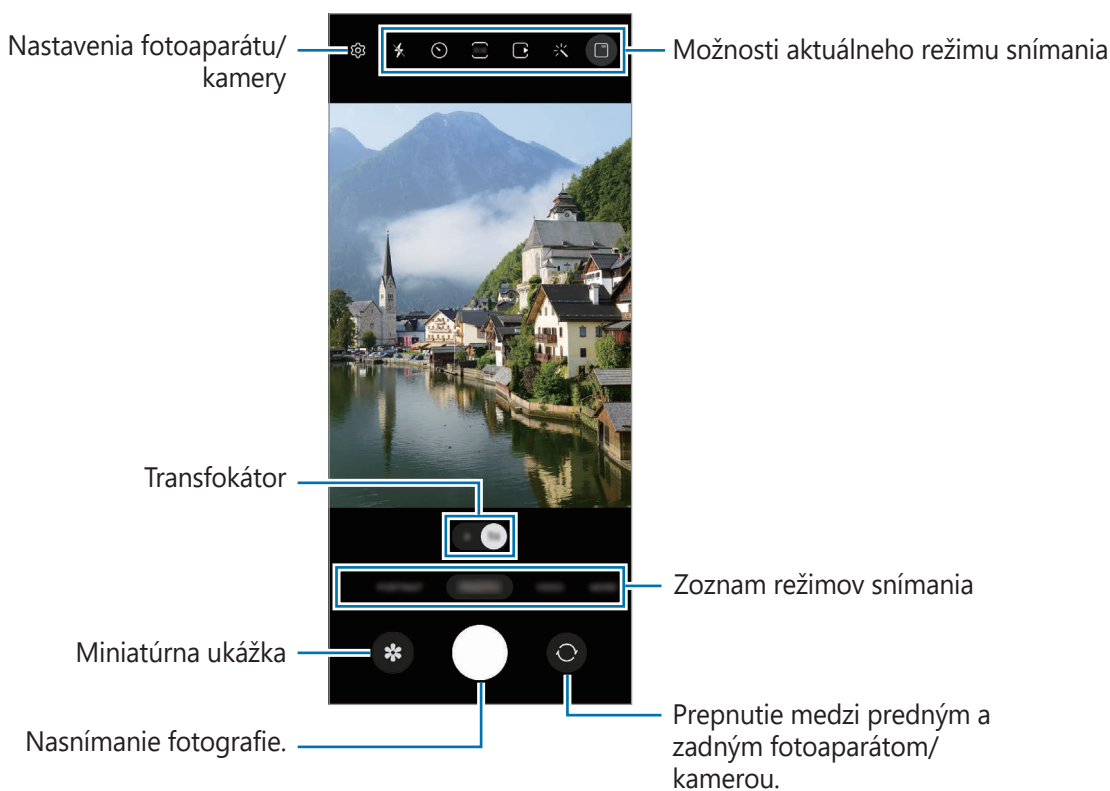 Nastavenia fotoaparátu/
kamery
Možnosti aktuálneho režimu snímania
Transfokátor
Zoznam režimov snímania
Miniatúrna ukážka
Nasnímanie fotografie.
Prepnutie medzi predným a
zadným fotoaparátom/
kamerou.